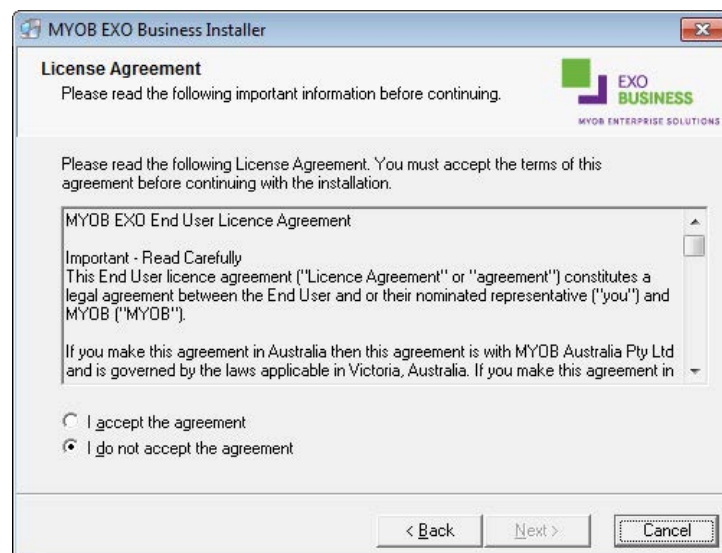 MYOB EXO Business Installer
License Agreement
Please read the following important information before continuing.
EXO
BUSINESS
MYOB ENTERPRISE SOLUTIONS
Please read the following License Agreement. You must accept the terms of this
agreement before continuing with the installation.
MYOB EXO End User Licence Agreement
Important - Read Carefully
This End User licence agreement ("Licence Agreement" or "agreement") constitutes a
legal agreement between the End User and or their nominated representative ("you") and
MYOB ("MYOB").
If you make this agreement in Australia then this agreement is with MYOB Australia Pty Ltd
and is governed by the laws applicable in Victoria, Australia. If you make this agreement in
I accept the agreement
I do not accept the agreement
< Back
Next >
Cancel